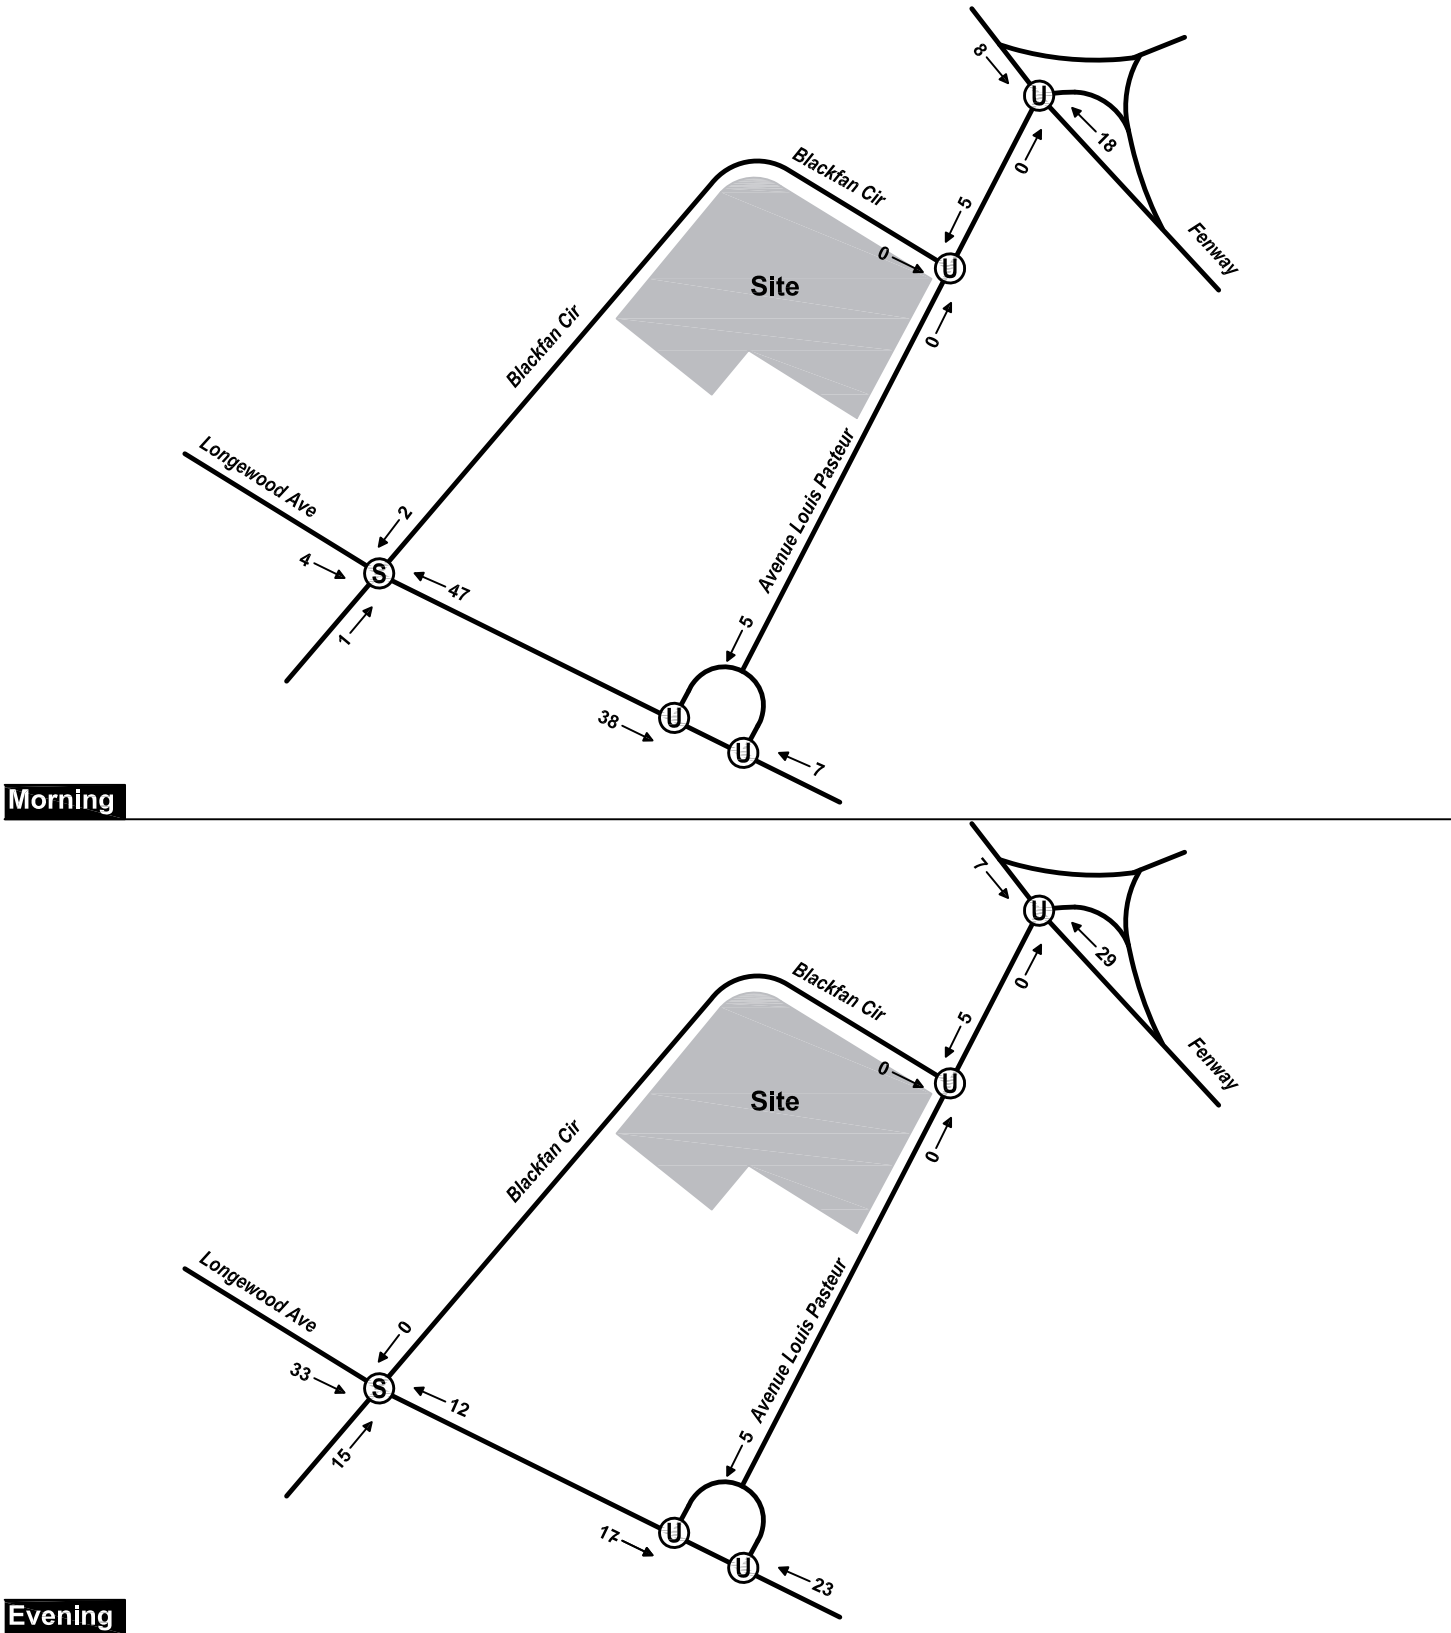 8
U
18
0
Blackfan Cir
5
Fenway
0
U
Site
0
Blackfan Cir
Longewood Ave
Avenue Louis Pasteur
2
4
S
47
1
5
38
U
U
7
Morning
7
U
29
0
Blackfan Cir
5
Fenway
0
U
Site
0
Blackfan Cir
Longewood Ave
Avenue Louis Pasteur
0
33
S
12
15
5
17
U
U
23
Evening